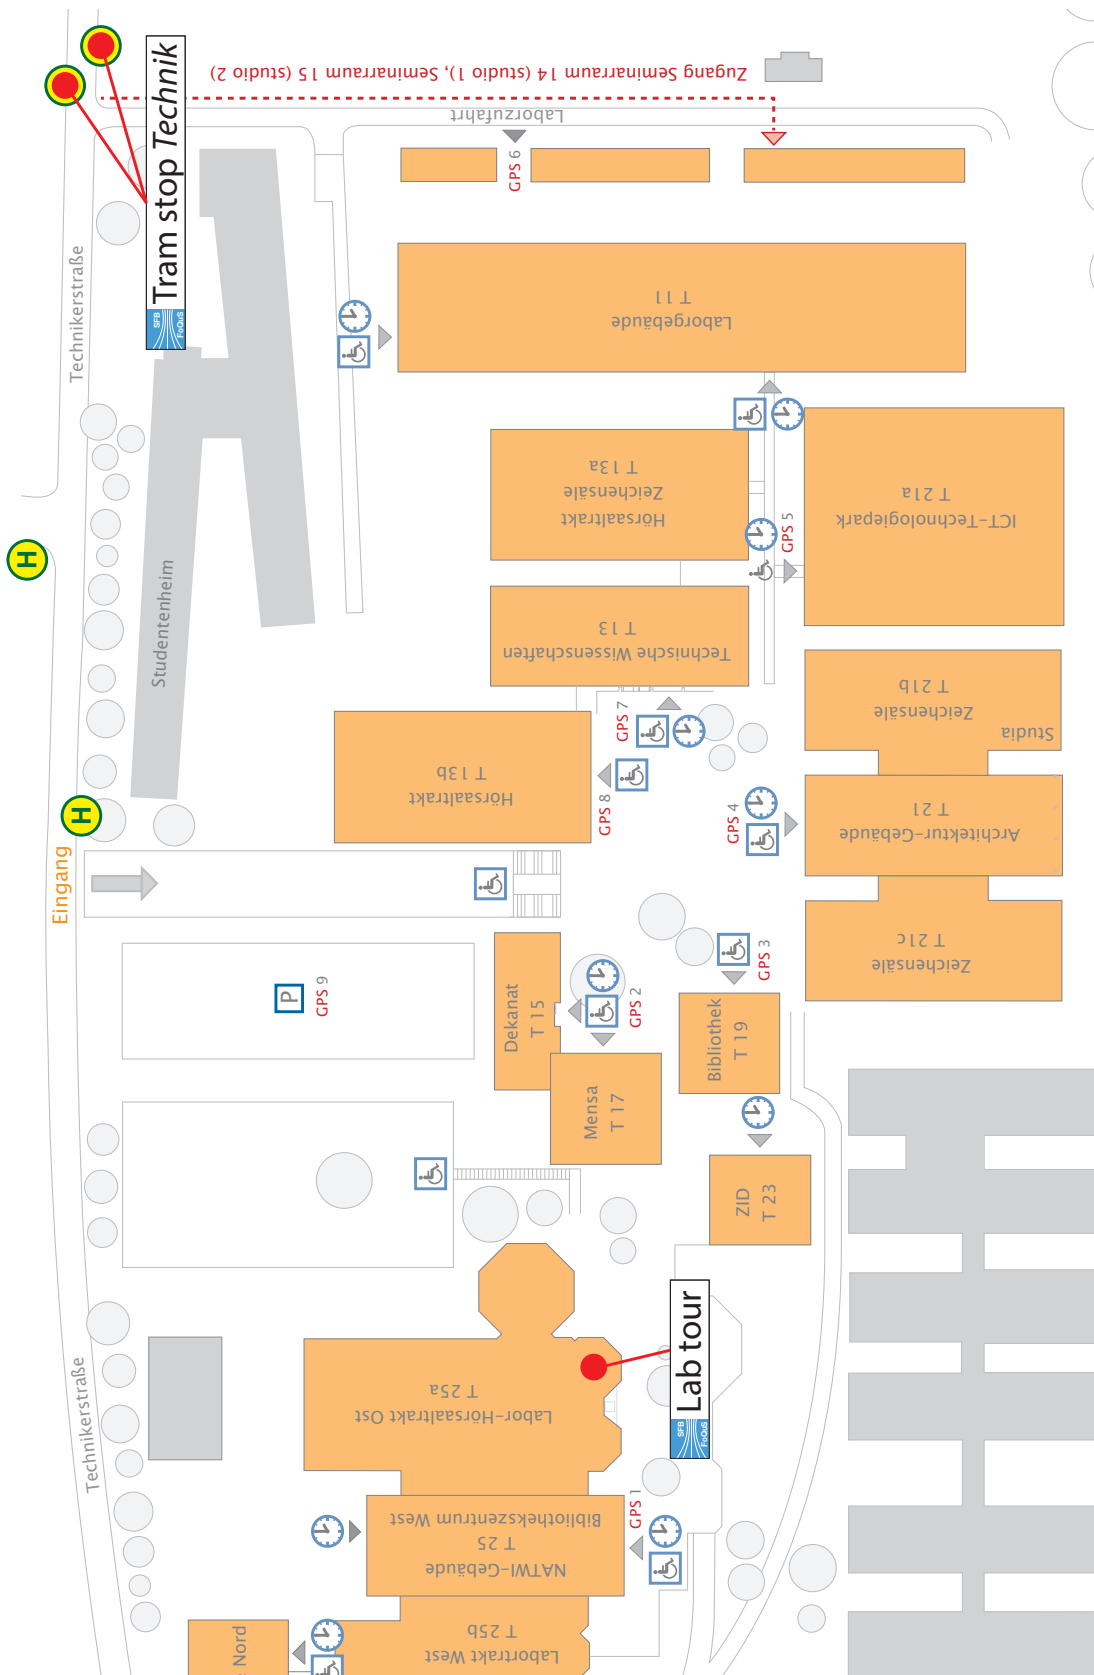 Zugang Seminarraum 14 (studio 1), Seminarraum 15 (studio 2)
Tram stop Technik
SFB
FoQuS
Laborzufahrt
GPS 6
Technikerstraße
T 11
Laborgebäude
T 13a
Zeichensäle
Hörsaaltrakt
T 21a
ICT-Technologiepark
GPS 5
H
Studentenheim
T 13
Technische Wissenschaften
T 21b
Zeichensäle
Studia
GPS 7
T 13b
Hörsaaltrakt
GPS 8
GPS 4
T 21
Architektur-Gebäude
H
Eingang
T 21c
Zeichensäle
GPS 3
P
GPS 9
Dekanat
T 15
GPS 2
Bibliothek
T 19
Mensa
T 17
ZID
T 23
Lab tour
SFB
FoQuS
Technikerstraße
T 25a
Labor-Hörsaaltrakt Ost
GPS 1
Bibliothekszentrum West
T 25
NATWI-Gebäude
T 25b
Labortrakt West
Nord